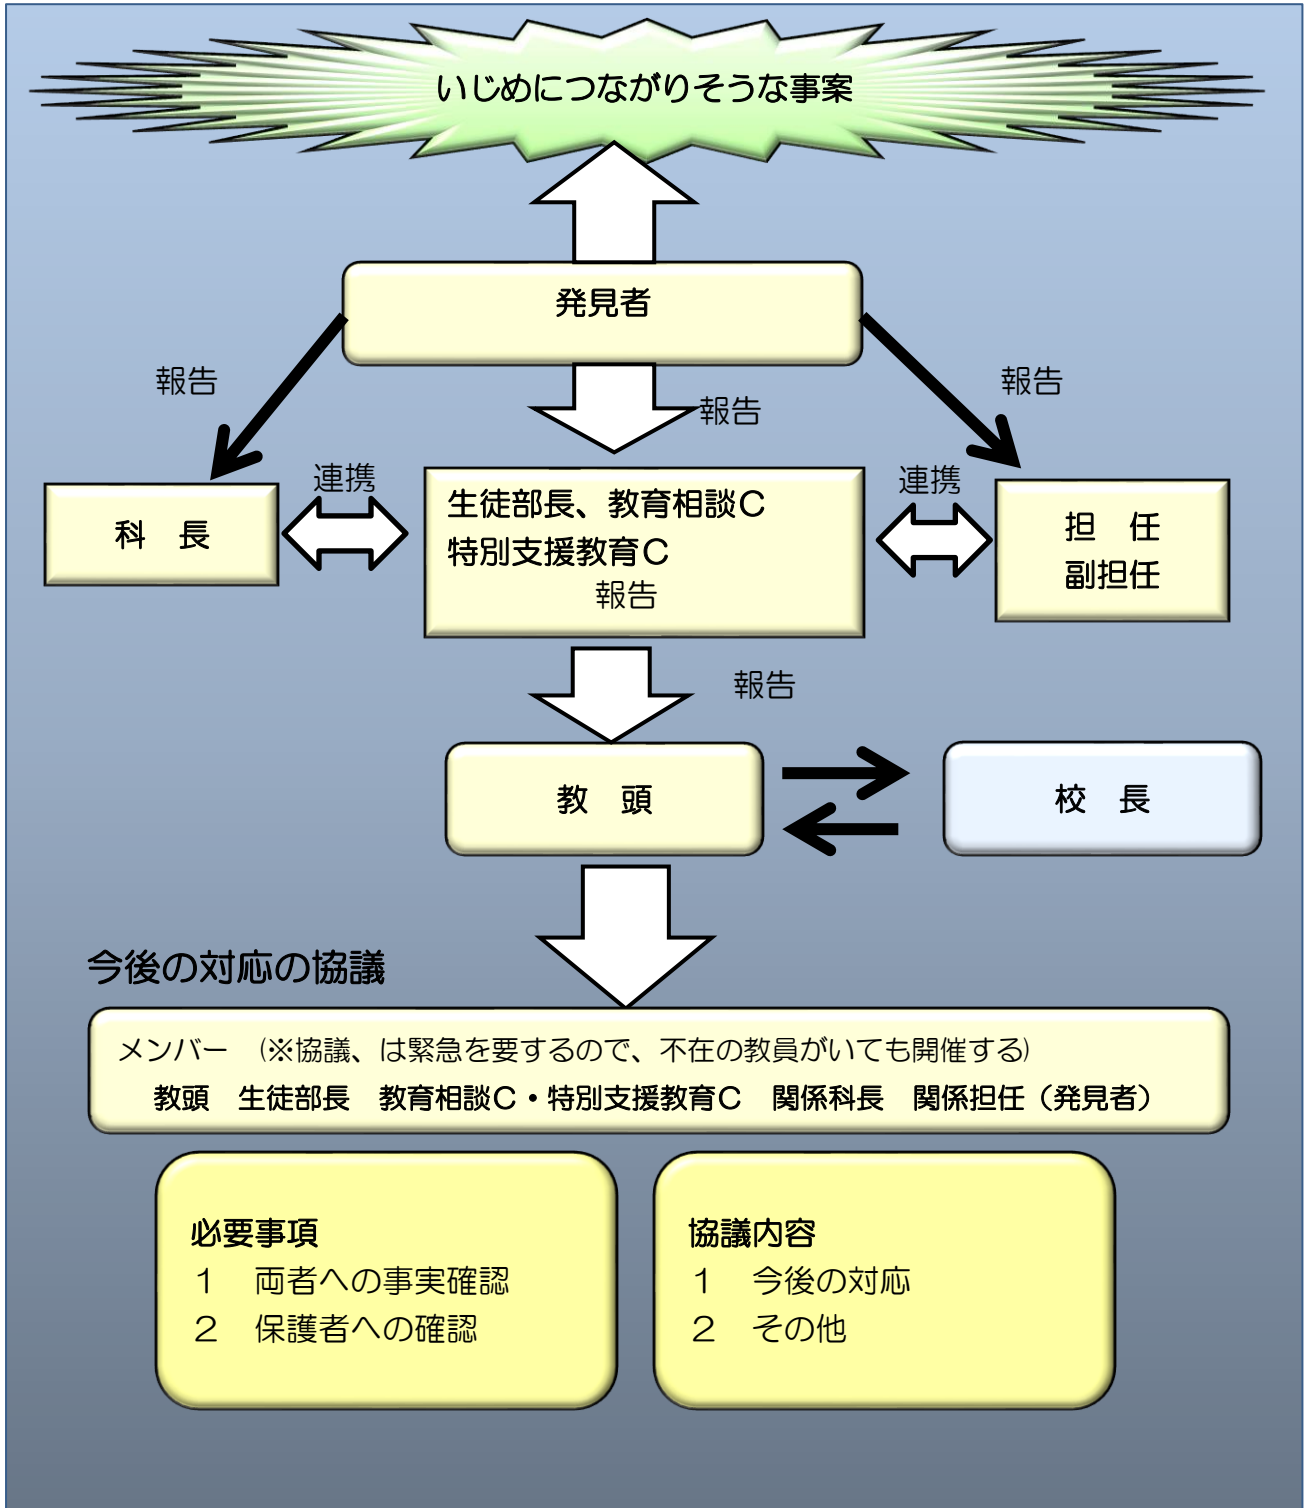 いじめにつながりそうな事案
発見者
報告
報告
報告
連携
連携
科　長
生徒部長、教育相談Ｃ
特別支援教育Ｃ
報告
担　任
副担任
報告
教　頭
校　長
今後の対応の協議
メンバー　(※協議、は緊急を要するので、不在の教員がいても開催する)
教頭　生徒部長　教育相談Ｃ・特別支援教育Ｃ　関係科長　関係担任（発見者）
必要事項
１　両者への事実確認
２　保護者への確認
協議内容
１　今後の対応
２　その他